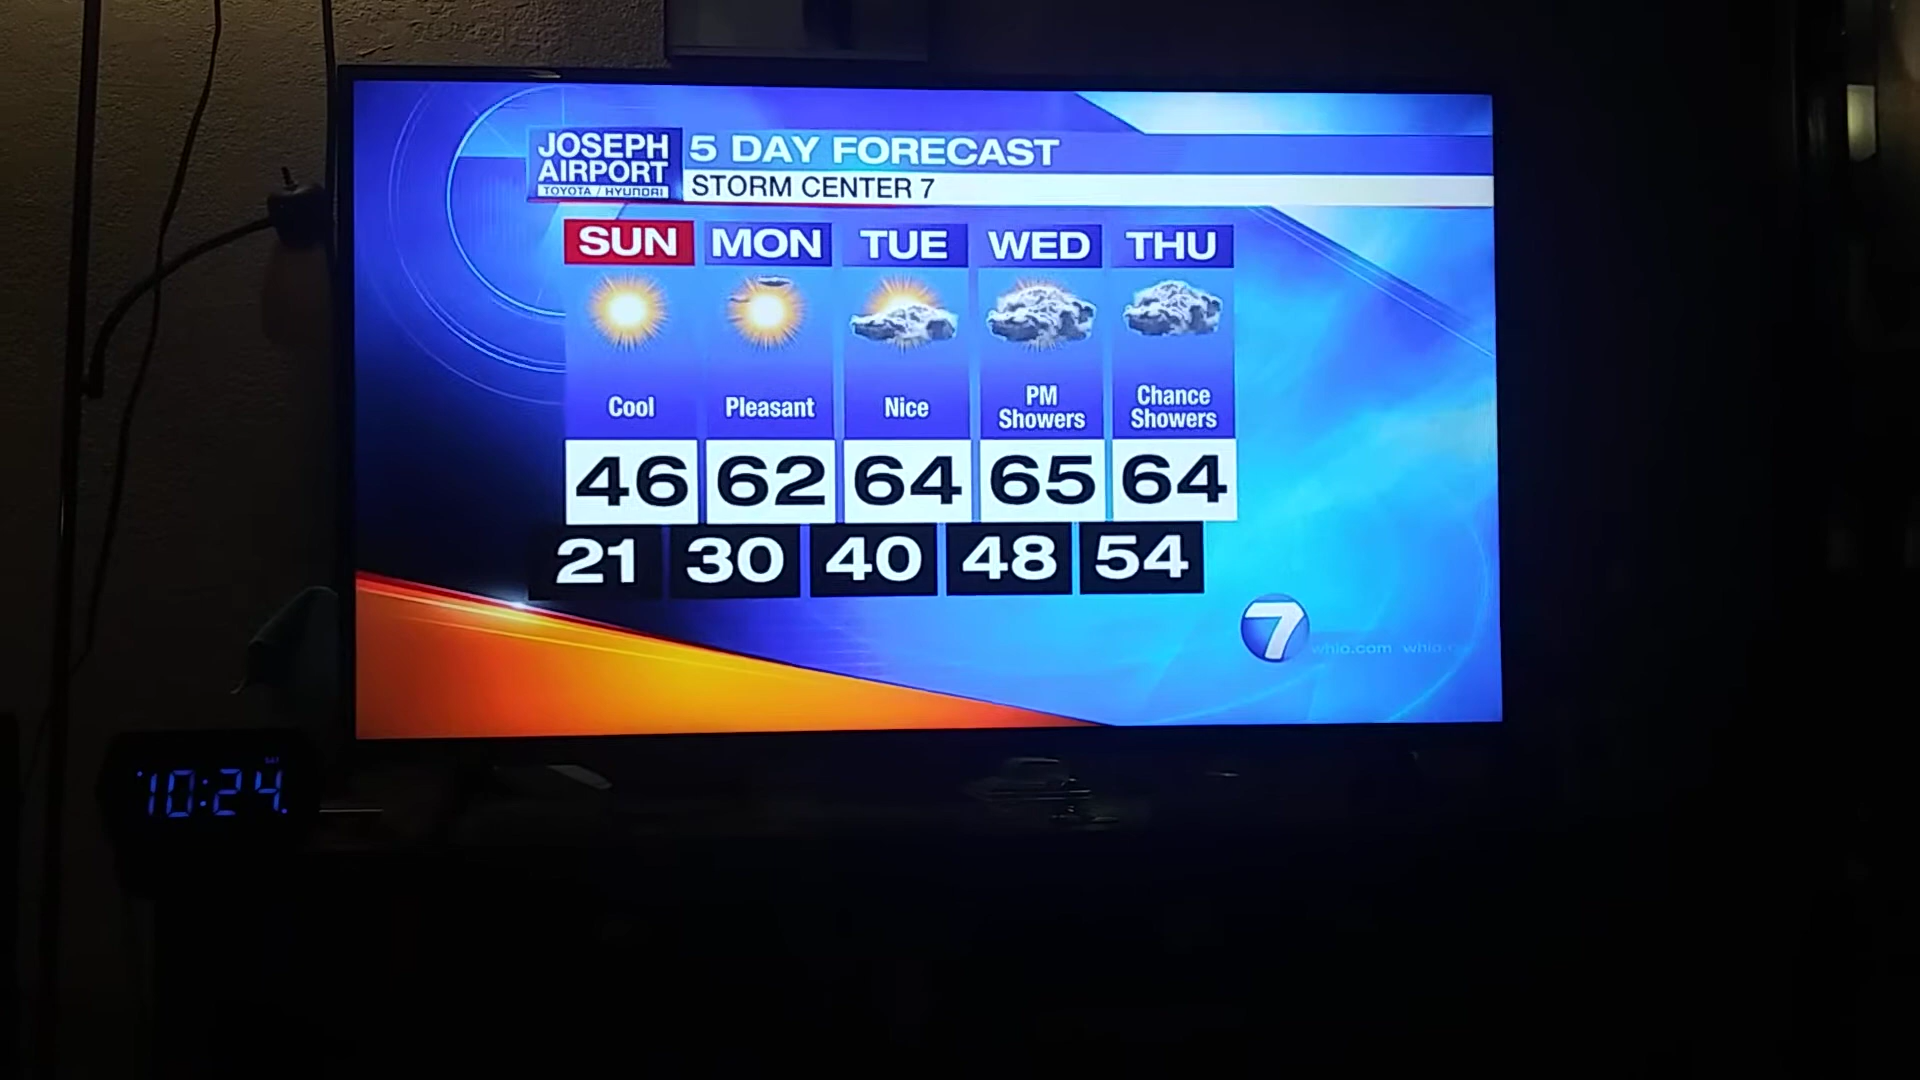 JOSEPH
AIRPORT
TOYOTA / HYUNDAI
5 DAY FORECAST
STORM CENTER 7
SUN MON TUE WED THU
Cool Pleasant Nice PM Showers Chance Showers
46 62 64 65 64
21 30 40 48 54
7 whio.com whio.c
10:24